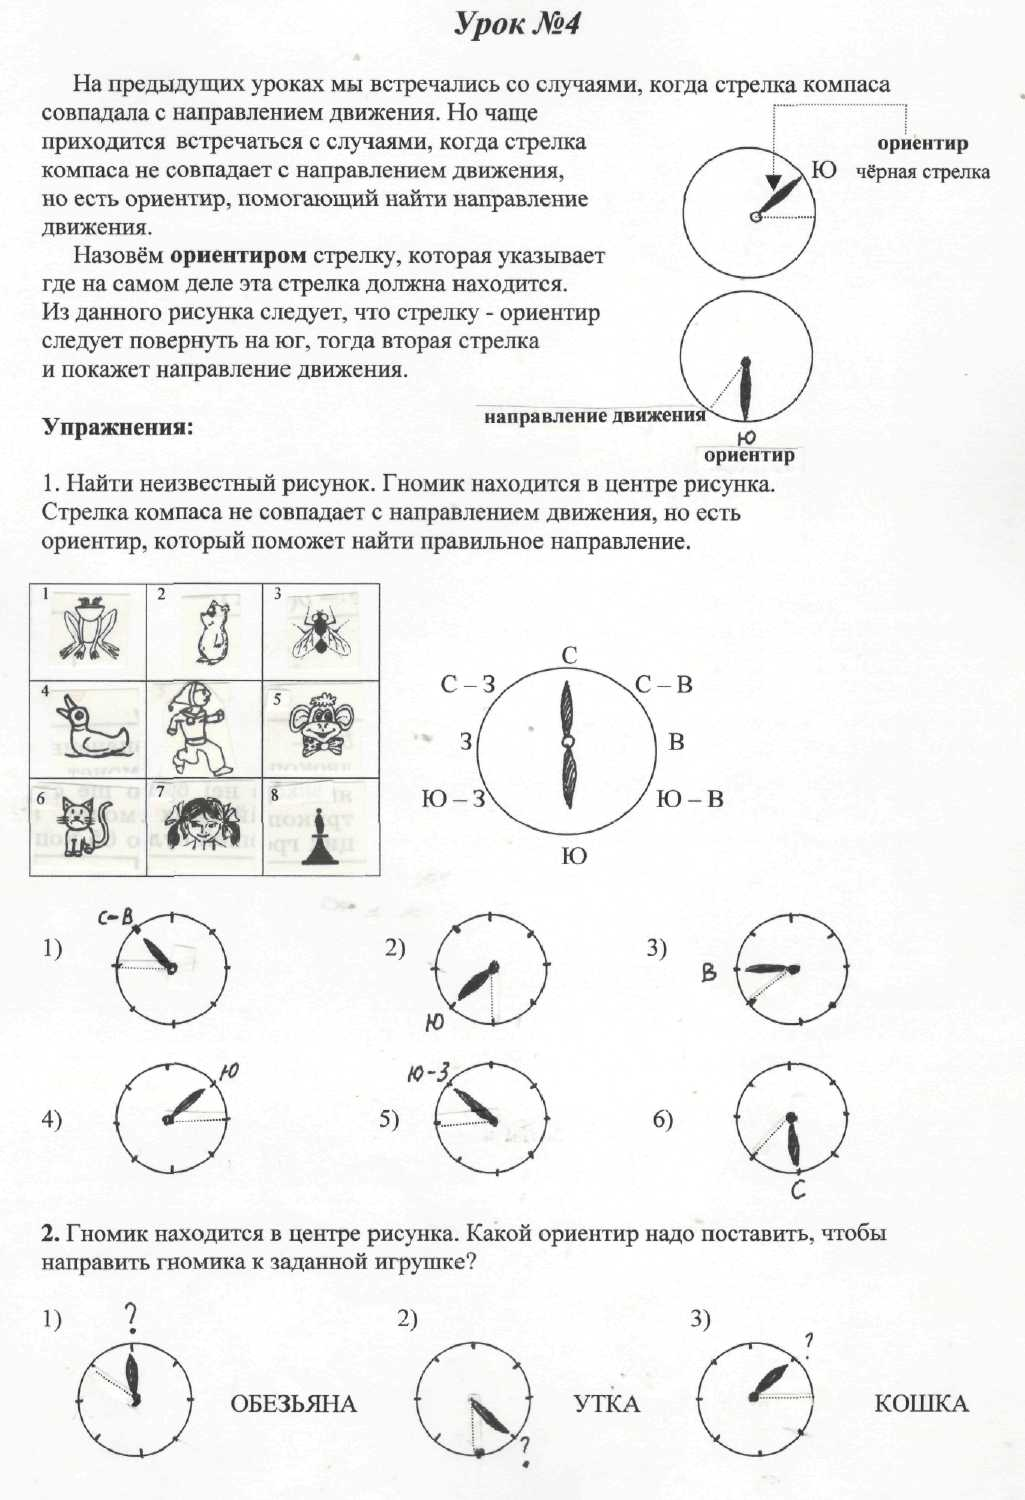 Урок №4
На предыдущих уроках мы встречались со случаями, когда стрелка компаса
совпадала с направлением движения. Но чаще
приходится встречаться с случаями, когда стрелка
компаса не совпадает с направлением движения,
но есть ориентир, помогающий найти направление
движения.
Назовём ориентиром стрелку, которая указывает
где на самом деле эта стрелка должна находится.
Из данного рисунка следует, что стрелку - ориентир
следует повернуть на юг, тогда вторая стрелка
и покажет направление движения.
ориентир
Ю чёрная стрелка
направление движения
Ю
ориентир
Упражнения:
1. Найти неизвестный рисунок. Гномик находится в центре рисунка.
Стрелка компаса не совпадает с направлением движения, но есть
ориентир, который поможет найти правильное направление.
1 2 3
4 5
6 7 8
С
С – З С – В
З В
Ю – З Ю – В
Ю
1) С-В
2) Ю
3) В
4) Ю
5) Ю-З
6) С
2. Гномик находится в центре рисунка. Какой ориентир надо поставить, чтобы
направить гномика к заданной игрушке?
1) ? ОБЕЗЬЯНА
2) ? УТКА
3) ? КОШКА